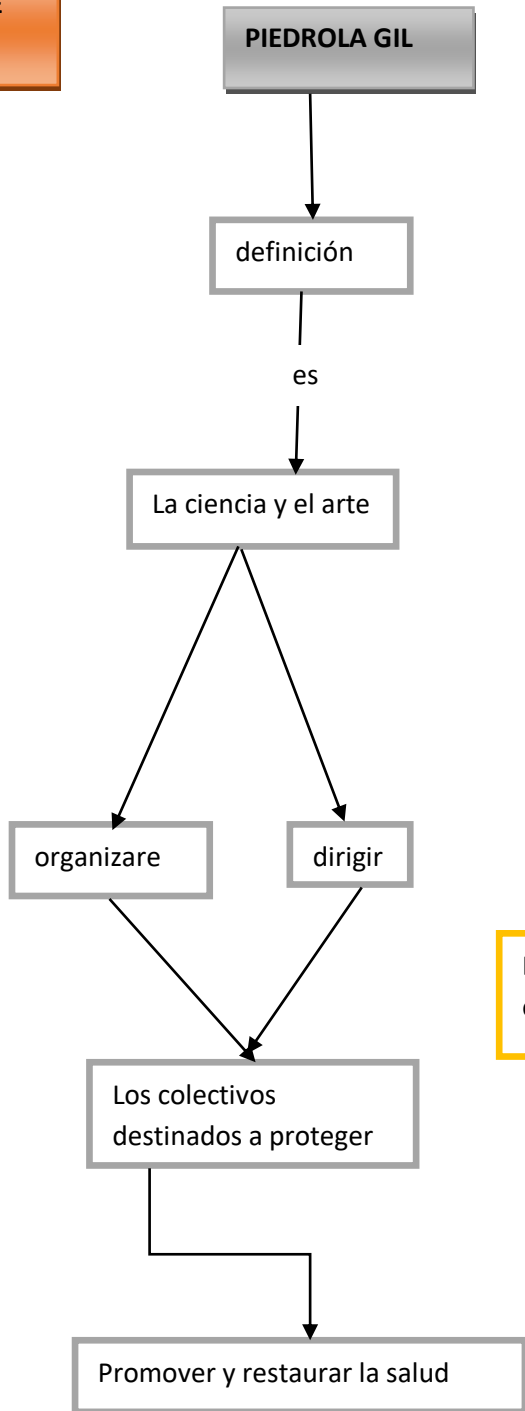 PIEDROLA GIL
definición
es
La ciencia y el arte
organizare
dirigir
Los colectivos
destinados a proteger
Promover y restaurar la salud